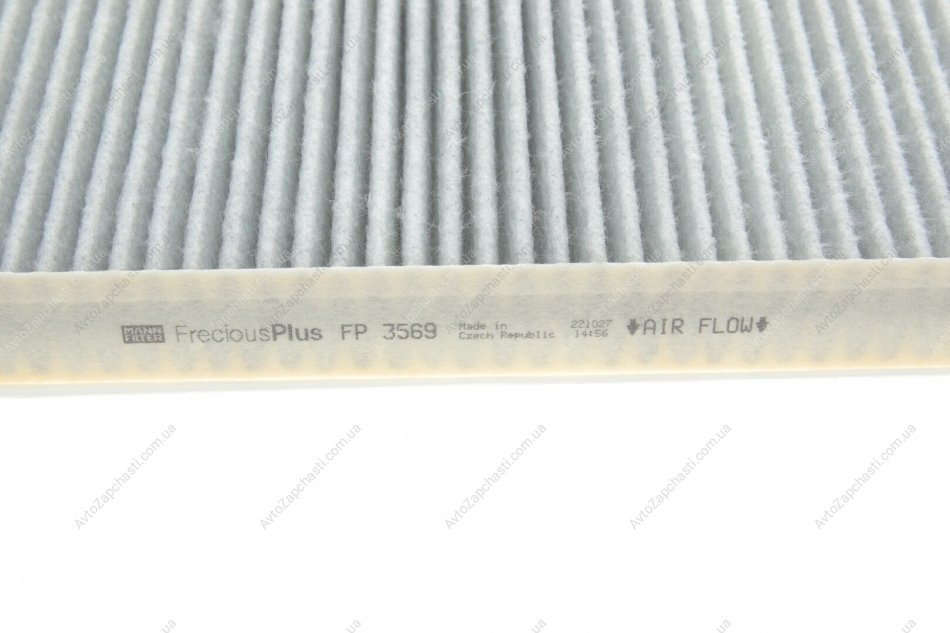 MANN FILTER FreciousPlus FP 3569 Made in Czech Republic 221027 14:56 AIR FLOW
AvtoZapchasti.com.ua